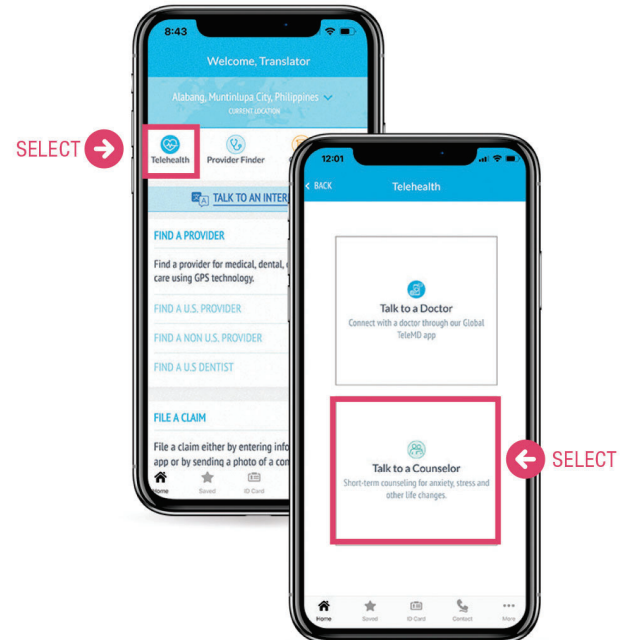 8:43
Welcome, Translator
Alabang, Muntinlupa City, Philippines
CURRENT LOCATION
SELECT
Telehealth
Provider Finder
TALK TO AN INTER
FIND A PROVIDER
Find a provider for medical, dental,
care using GPS technology.
FIND A U.S. PROVIDER
FIND A NON U.S. PROVIDER
FIND A U.S DENTIST
FILE A CLAIM
File a claim either by entering info
app or by sending a photo of a con
Home
Saved
ID Card
12:01
< BACK
Telehealth
Talk to a Doctor
Connect with a doctor through our Global
TeleMD app
Talk to a Counselor
Short-term counseling for anxiety, stress and
other life changes.
SELECT
Home
Saved
ID Card
Contact
More